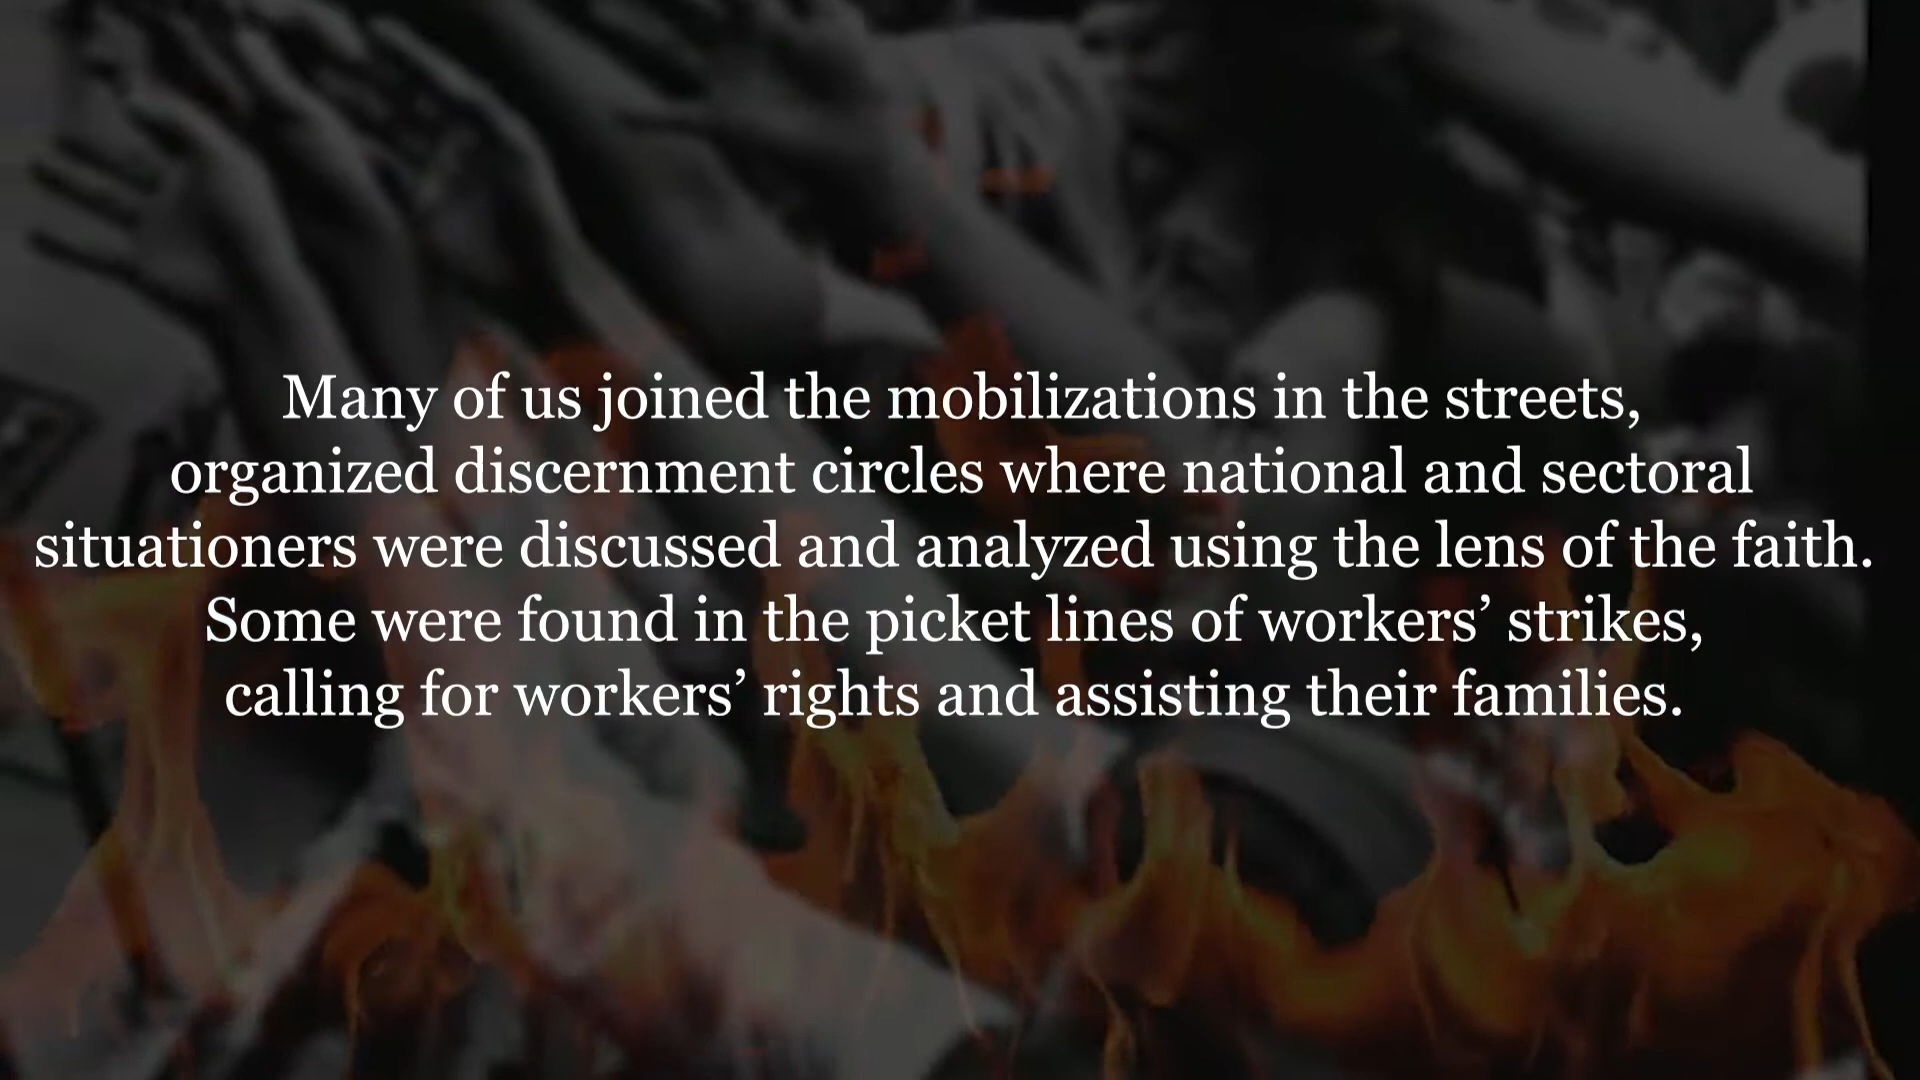 Many of us joined the mobilizations in the streets,
organized discernment circles where national and sectoral
situationers were discussed and analyzed using the lens of the faith.
Some were found in the picket lines of workers’ strikes,
calling for workers’ rights and assisting their families.